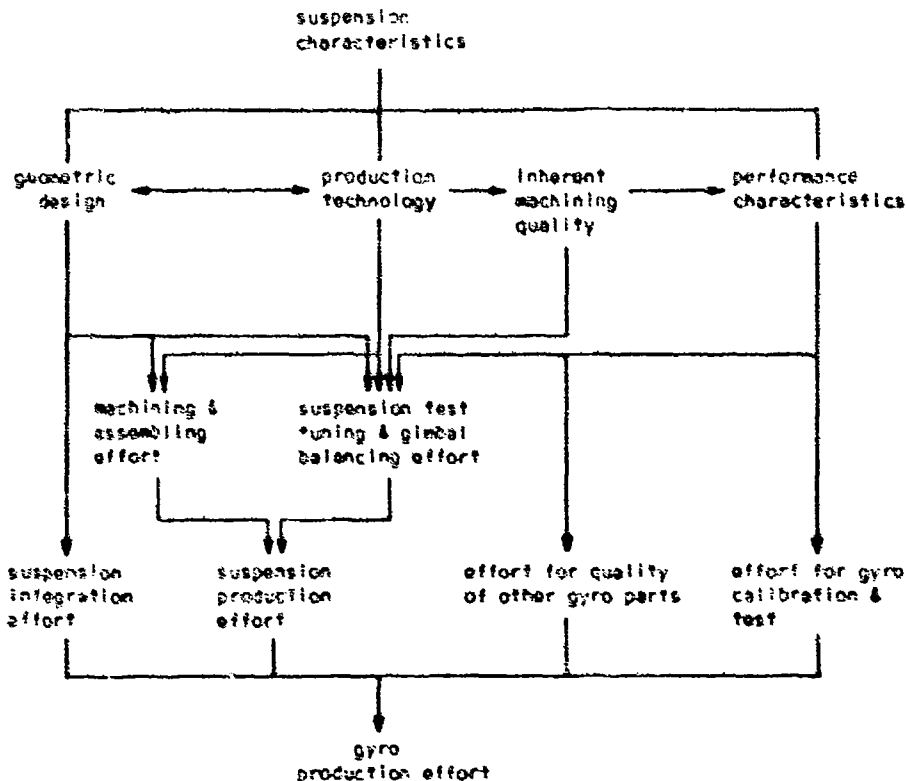 suspension
characteristics
geometric
design
production
technology
inherent
machining
quality
performance
characteristics
machining &
assembling
effort
suspension test
tuning & gimbal
balancing effort
suspension
integration
effort
suspension
production
effort
effort for quality
of other gyro parts
effort for gyro
calibration &
test
gyro
production effort